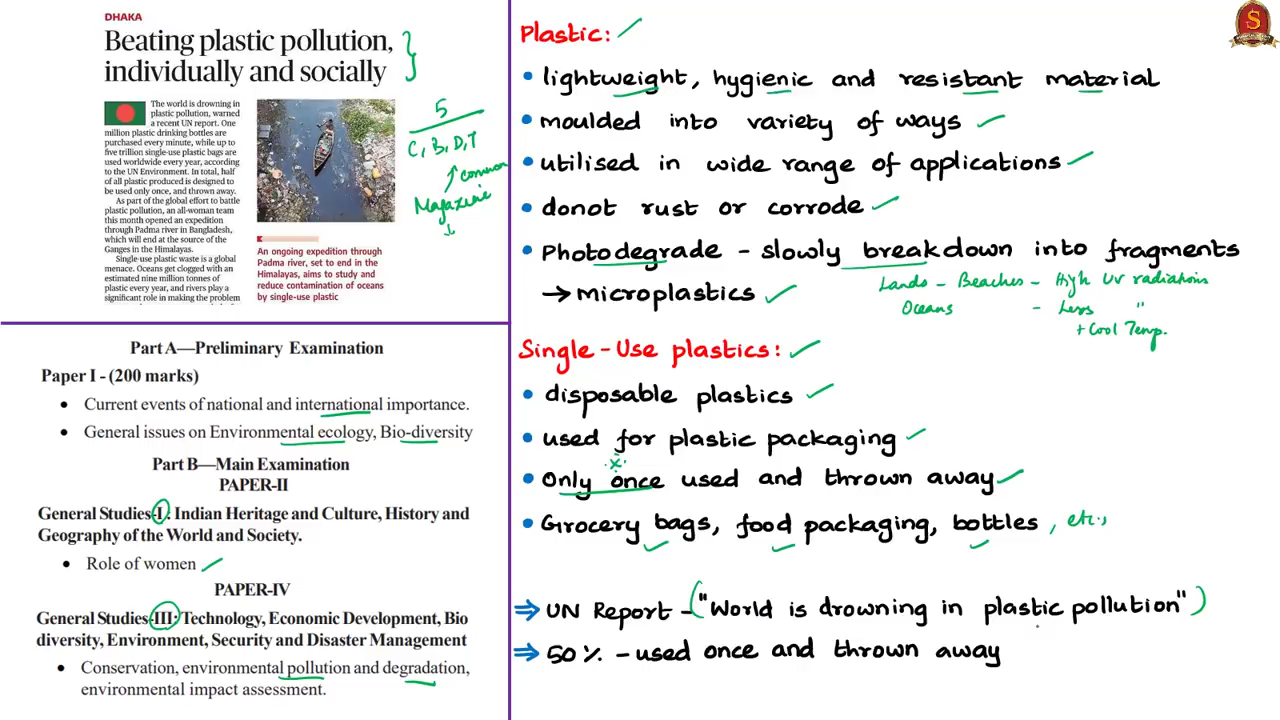 DHAKA
Beating plastic pollution,
individually and socially
The world is drowning in
plastic pollution, warned
a recent UN report. One
million plastic drinking bottles are
purchased every minute, while up to
five trillion single-use plastic bags are
used worldwide every year, according
to the UN Environment. In total, half
of all plastic produced is designed to
be used only once, and thrown away.
As part of the global effort to battle
plastic pollution, an all-woman team
this month opened an expedition
through Padma river in Bangladesh,
which will end at the source of the
Ganges in the Himalayas.
Single-use plastic waste is a global
menace. Oceans get clogged with an
estimated nine million tonnes of
plastic every year, and rivers play a
significant role in making the problem
An ongoing expedition through
Padma river, set to end in the
Himalayas, aims to study and
reduce contamination of oceans
by single-use plastic
5
C, B, D, T
common
Magazine
Part A—Preliminary Examination
Paper I - (200 marks)
• Current events of national and international importance.
• General issues on Environmental ecology, Bio-diversity
Part B—Main Examination
PAPER-II
General Studies-I: Indian Heritage and Culture, History and
Geography of the World and Society.
• Role of women
PAPER-IV
General Studies-III: Technology, Economic Development, Bio
diversity, Environment, Security and Disaster Management
• Conservation, environmental pollution and degradation,
environmental impact assessment.
Plastic:
• lightweight, hygienic and resistant material
• moulded into variety of ways
• utilised in wide range of applications
• donot rust or corrode
• Photodegrade - slowly breakdown into fragments
→ microplastics
Lands - Beaches - High UV radiations
Oceans - Less "
+ Cool Temp.
Single-Use plastics:
• disposable plastics
• used for plastic packaging
• Only once used and thrown away
• Grocery bags, food packaging, bottles, etc.,
⇒ UN Report - ("World is drowning in plastic pollution")
⇒ 50 % - used once and thrown away
S